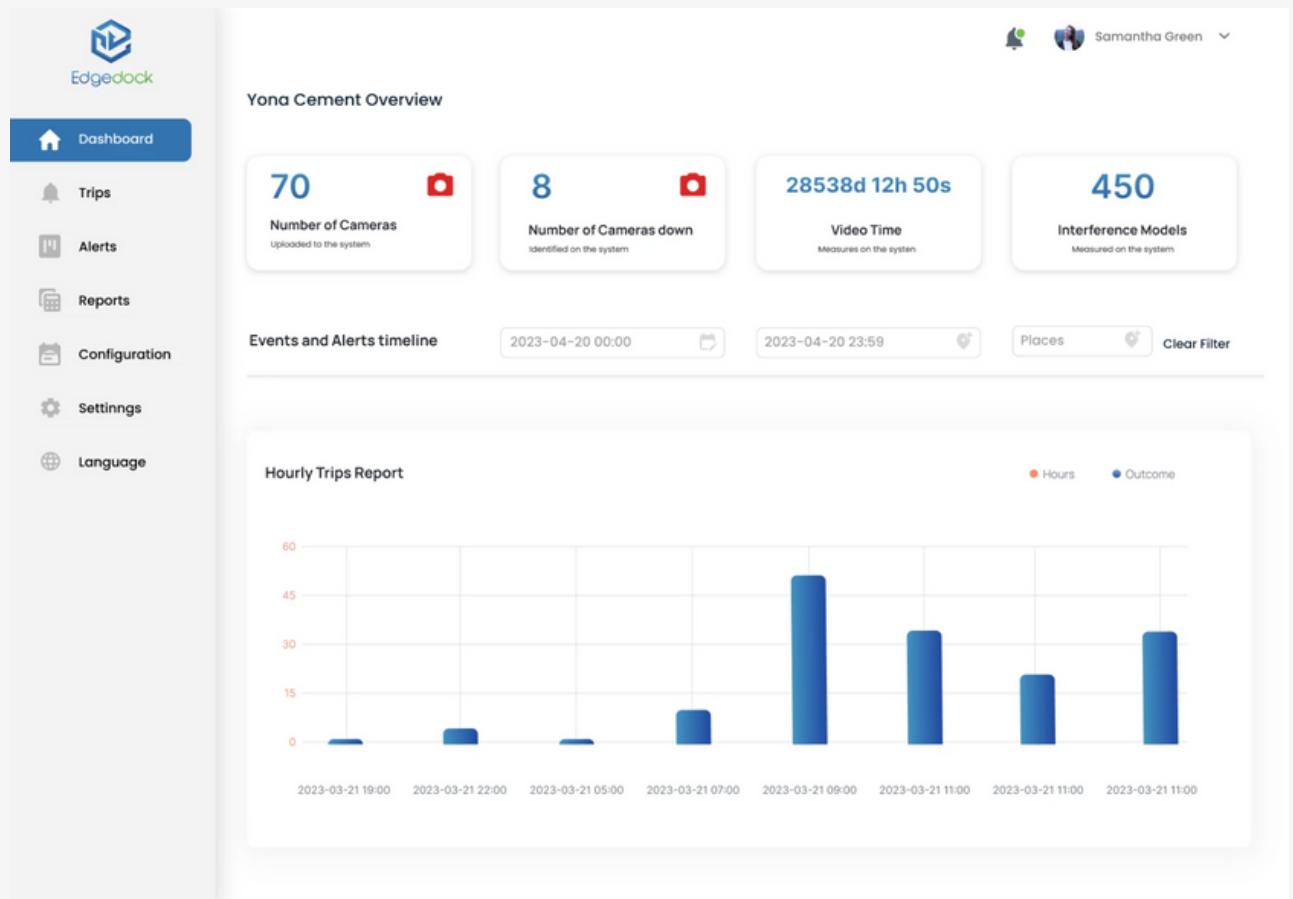 Edgedock
Samantha Green
Yona Cement Overview
Dashboard
Trips
Alerts
Reports
Configuration
Settinngs
Language
70
Number of Cameras
Uploaded to the system
8
Number of Cameras down
Identified on the system
28538d 12h 50s
Video Time
Measures on the systen
450
Interference Models
Measured on the system
Events and Alerts timeline
2023-04-20 00:00
2023-04-20 23:59
Places
Clear Filter
Hourly Trips Report
Hours
Outcome
60
45
30
15
0
2023-03-21 19:00
2023-03-21 22:00
2023-03-21 05:00
2023-03-21 07:00
2023-03-21 09:00
2023-03-21 11:00
2023-03-21 11:00
2023-03-21 11:00